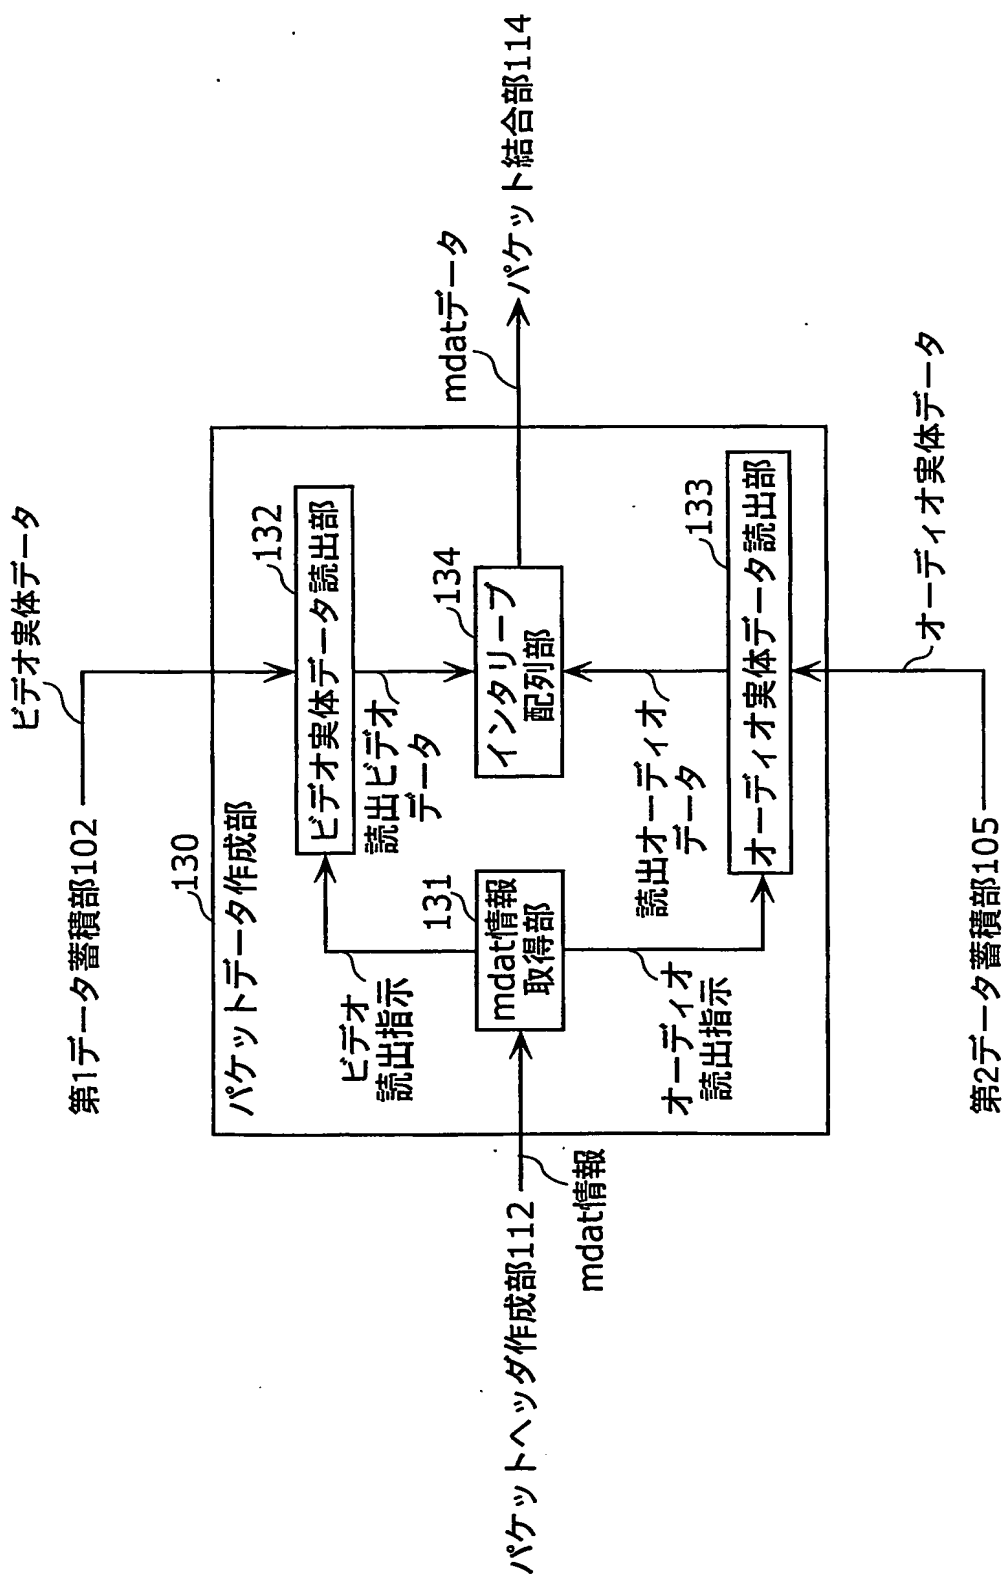 ビデオ実体データ
第1データ蓄積部102
パケットデータ作成部
130
132
ビデオ実体データ読出部
ビデオ
読出指示
読出ビデオ
データ
131
mdat情報
取得部
134
インタリーブ
配列部
mdatデータ
パケット結合部114
パケットヘッダ作成部112
mdat情報
オーディオ
読出指示
読出オーディオ
データ
133
オーディオ実体データ読出部
オーディオ実体データ
第2データ蓄積部105